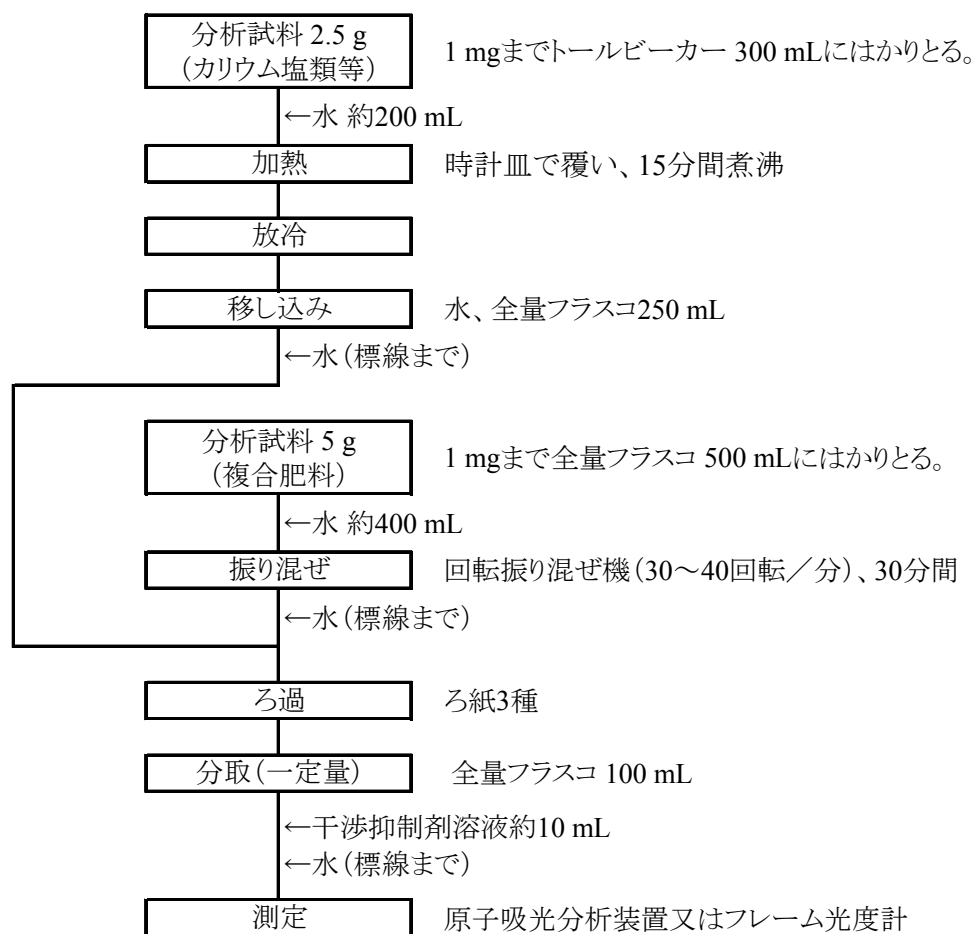 分析試料 2.5 g
(カリウム塩類等)
1 mgまでトールビーカー 300 mLにはかりとる。
←水 約200 mL
加熱
時計皿で覆い、15分間煮沸
放冷
移し込み
水、全量フラスコ250 mL
←水(標線まで)
分析試料 5 g
(複合肥料)
1 mgまで全量フラスコ 500 mLにはかりとる。
←水 約400 mL
振り混ぜ
回転振り混ぜ機(30~40回転/分)、30分間
←水(標線まで)
ろ過
ろ紙3種
分取(一定量)
全量フラスコ 100 mL
←干渉抑制剤溶液約10 mL
←水(標線まで)
測定
原子吸光分析装置又はフレーム光度計